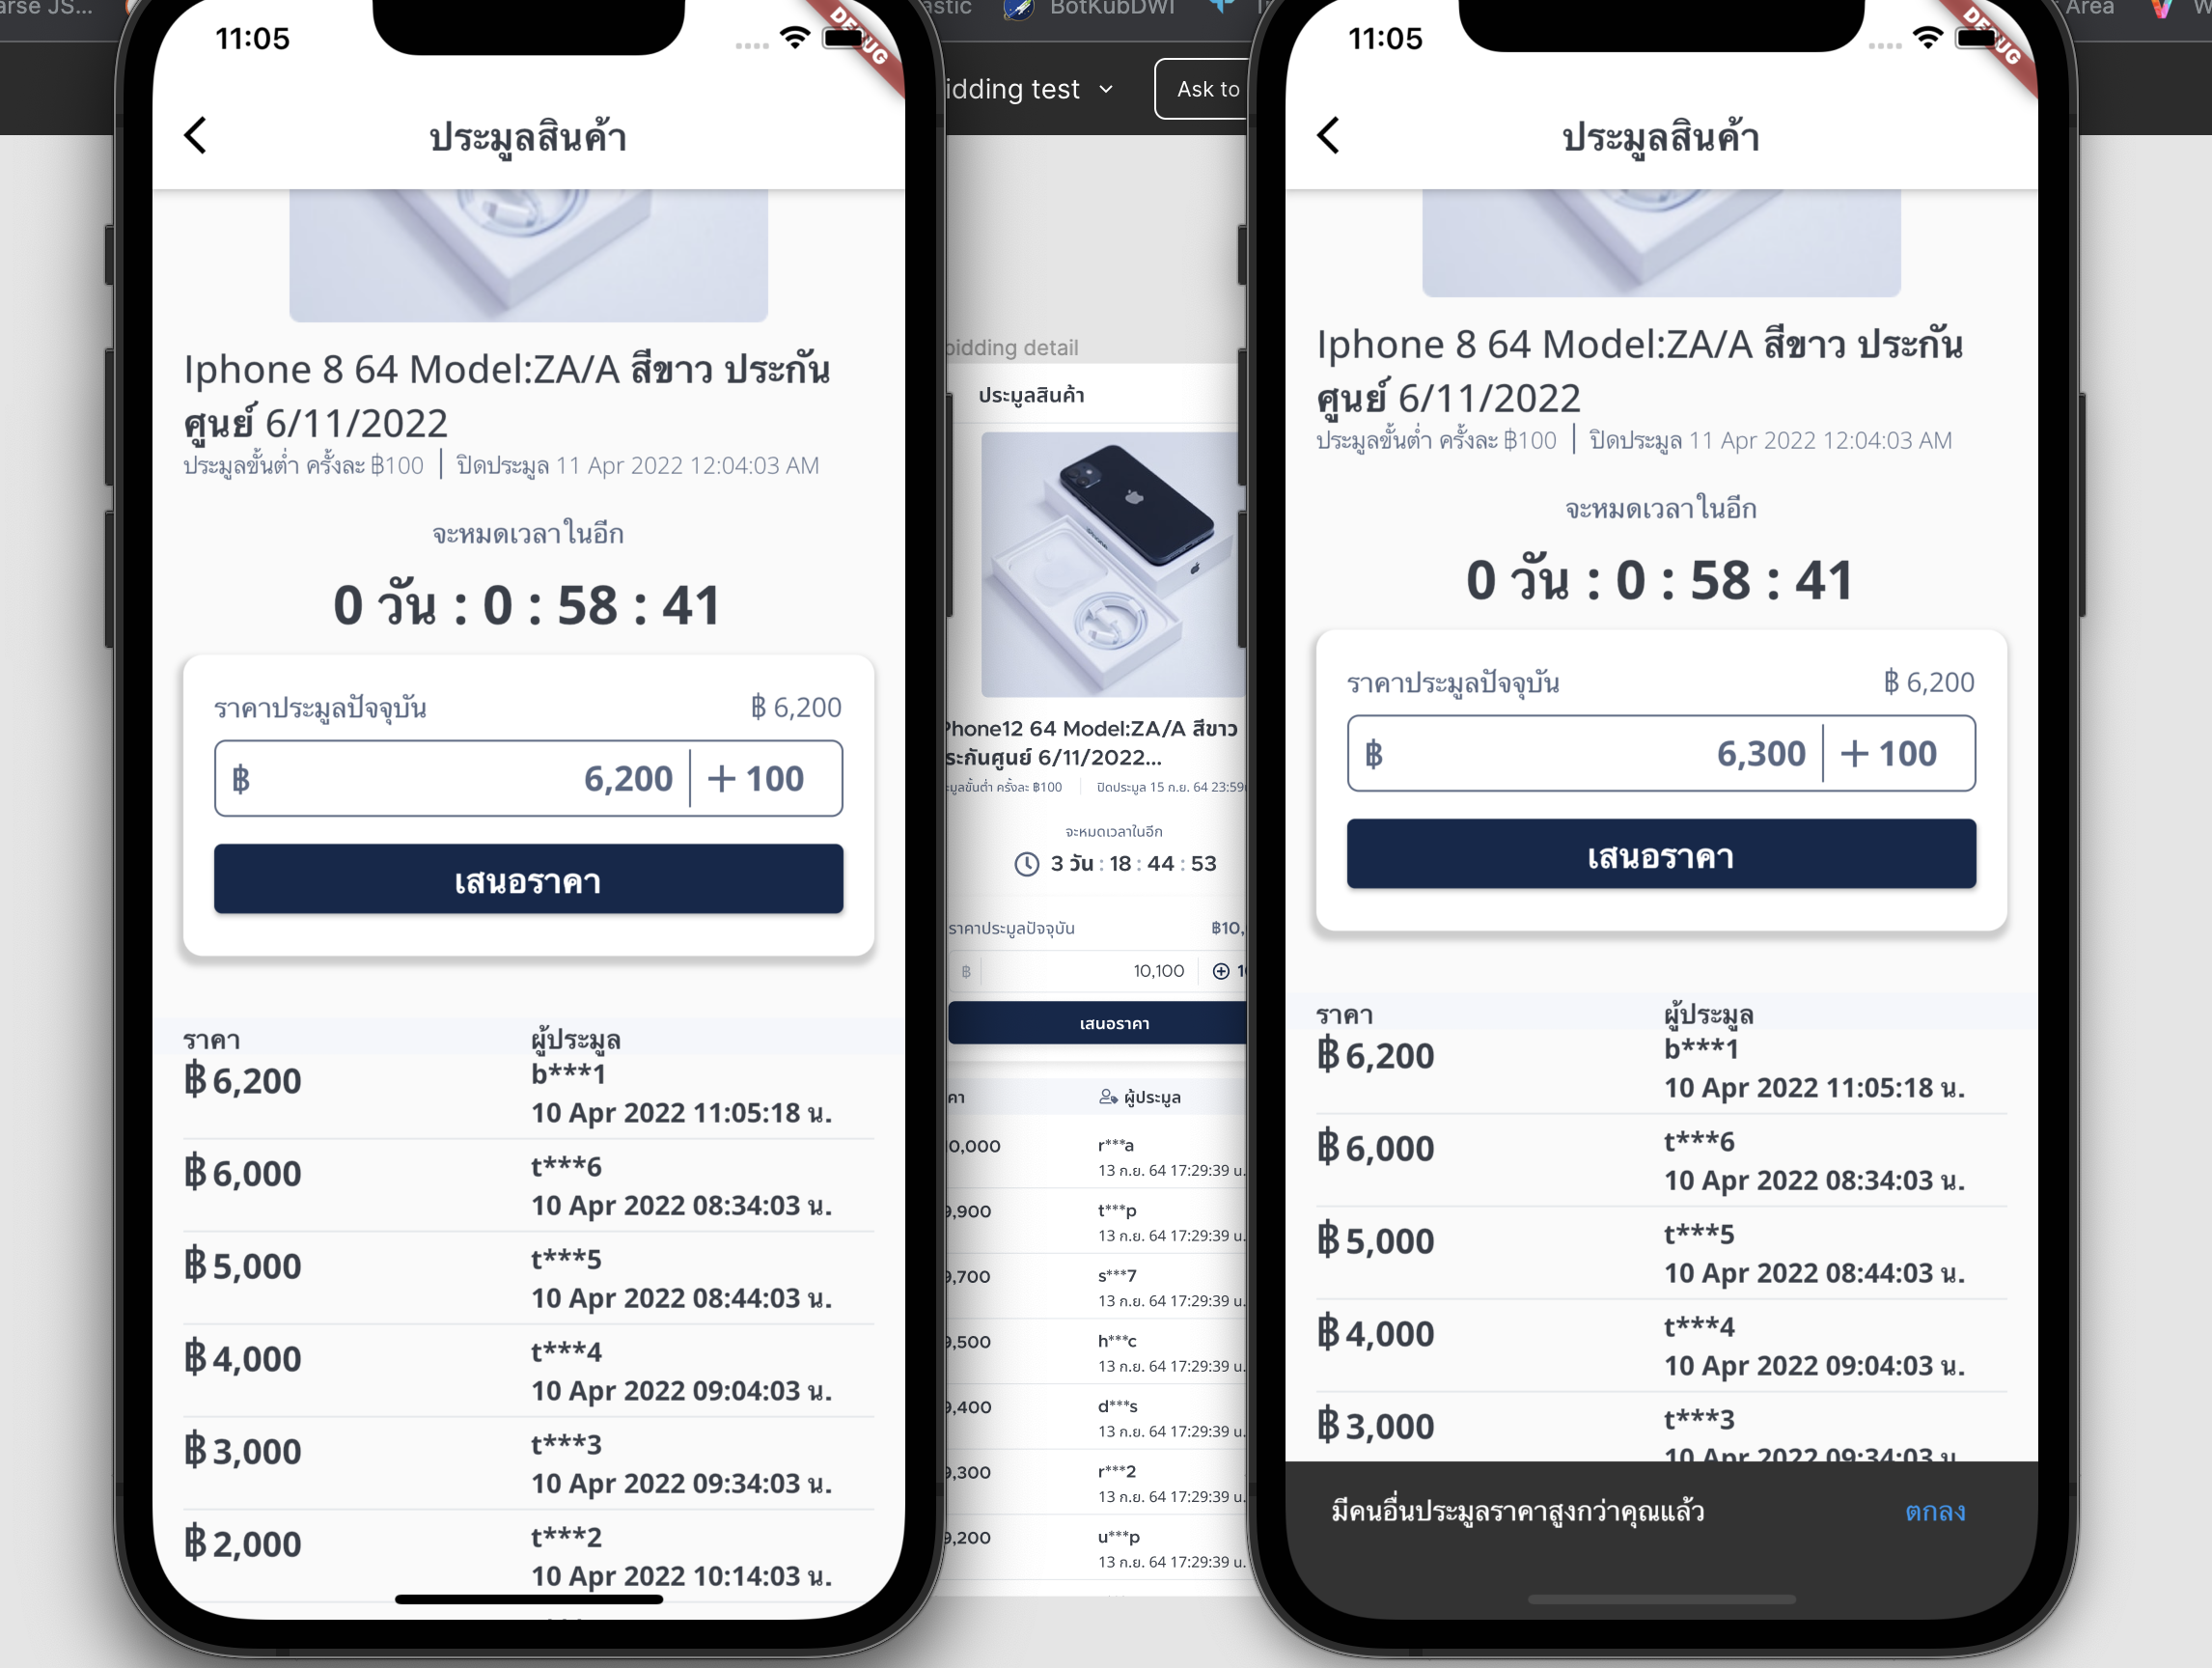 arse JS...
astic
BotKubDWI
Area
idding test
Ask to
11:05
DEBUG
ประมูลสินค้า
Iphone 8 64 Model:ZA/A สีขาว ประกัน
ศูนย์ 6/11/2022
ประมูลขั้นต่ำ ครั้งละ ฿100 | ปิดประมูล 11 Apr 2022 12:04:03 AM
จะหมดเวลาในอีก
0 วัน : 0 : 58 : 41
ราคาประมูลปัจจุบัน ฿ 6,200
฿ 6,200 + 100
เสนอราคา
ราคา ผู้ประมูล
฿6,200 b***1
10 Apr 2022 11:05:18 น.
฿6,000 t***6
10 Apr 2022 08:34:03 น.
฿5,000 t***5
10 Apr 2022 08:44:03 น.
฿4,000 t***4
10 Apr 2022 09:04:03 น.
฿3,000 t***3
10 Apr 2022 09:34:03 น.
฿2,000 t***2
10 Apr 2022 10:14:03 น.
bidding detail
ประมูลสินค้า
Phone12 64 Model:ZA/A สีขาว
ระกันศูนย์ 6/11/2022...
ะมูลขั้นต่ำ ครั้งละ ฿100 ปิดประมูล 15 ก.ย. 64 23:59
จะหมดเวลาในอีก
3 วัน : 18 : 44 : 53
ราคาประมูลปัจจุบัน ฿10,
฿ 10,100
เสนอราคา
คา ผู้ประมูล
0,000 r***a
13 ก.ย. 64 17:29:39 น.
9,900 t***p
13 ก.ย. 64 17:29:39 น.
9,700 s***7
13 ก.ย. 64 17:29:39 น.
9,500 h***c
13 ก.ย. 64 17:29:39 น.
9,400 d***s
13 ก.ย. 64 17:29:39 น.
9,300 r***2
13 ก.ย. 64 17:29:39 น.
9,200 u***p
13 ก.ย. 64 17:29:39 น.
11:05
DEBUG
ประมูลสินค้า
Iphone 8 64 Model:ZA/A สีขาว ประกัน
ศูนย์ 6/11/2022
ประมูลขั้นต่ำ ครั้งละ ฿100 | ปิดประมูล 11 Apr 2022 12:04:03 AM
จะหมดเวลาในอีก
0 วัน : 0 : 58 : 41
ราคาประมูลปัจจุบัน ฿ 6,200
฿ 6,300 + 100
เสนอราคา
ราคา ผู้ประมูล
฿6,200 b***1
10 Apr 2022 11:05:18 น.
฿6,000 t***6
10 Apr 2022 08:34:03 น.
฿5,000 t***5
10 Apr 2022 08:44:03 น.
฿4,000 t***4
10 Apr 2022 09:04:03 น.
฿3,000 t***3
10 Apr 2022 09:34:03 น.
มีคนอื่นประมูลราคาสูงกว่าคุณแล้ว ตกลง